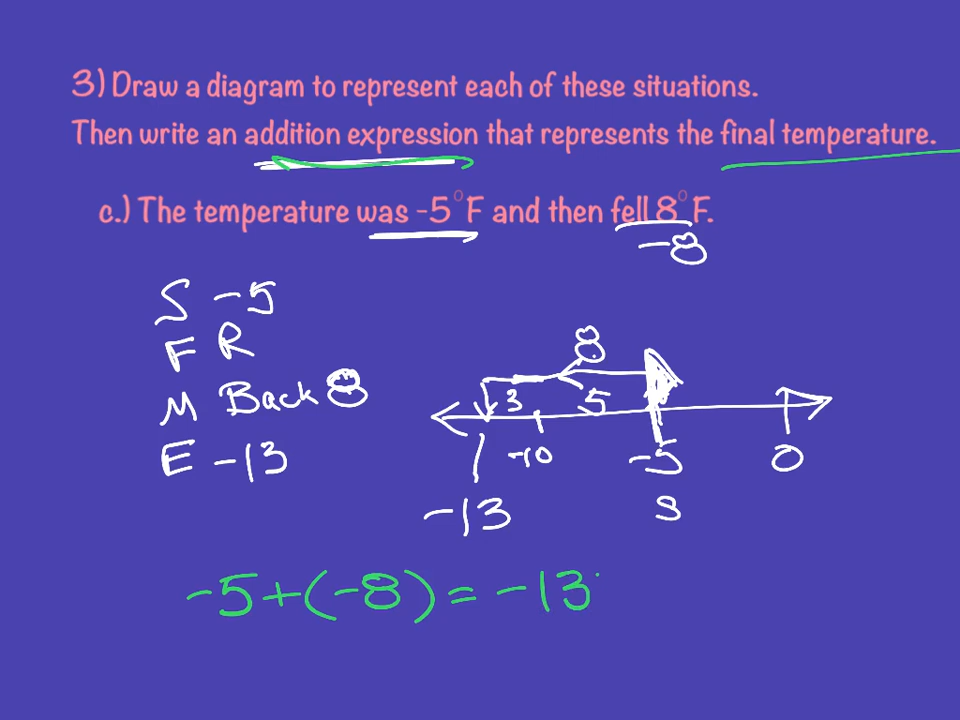 3) Draw a diagram to represent each of these situations.
Then write an addition expression that represents the final temperature.
c.) The temperature was -5°F and then fell 8°F.
-8
S -5
F R
M Back 8
E -13
8
3 5
-10 -5 0
-13 S
-5+(-8)=-13